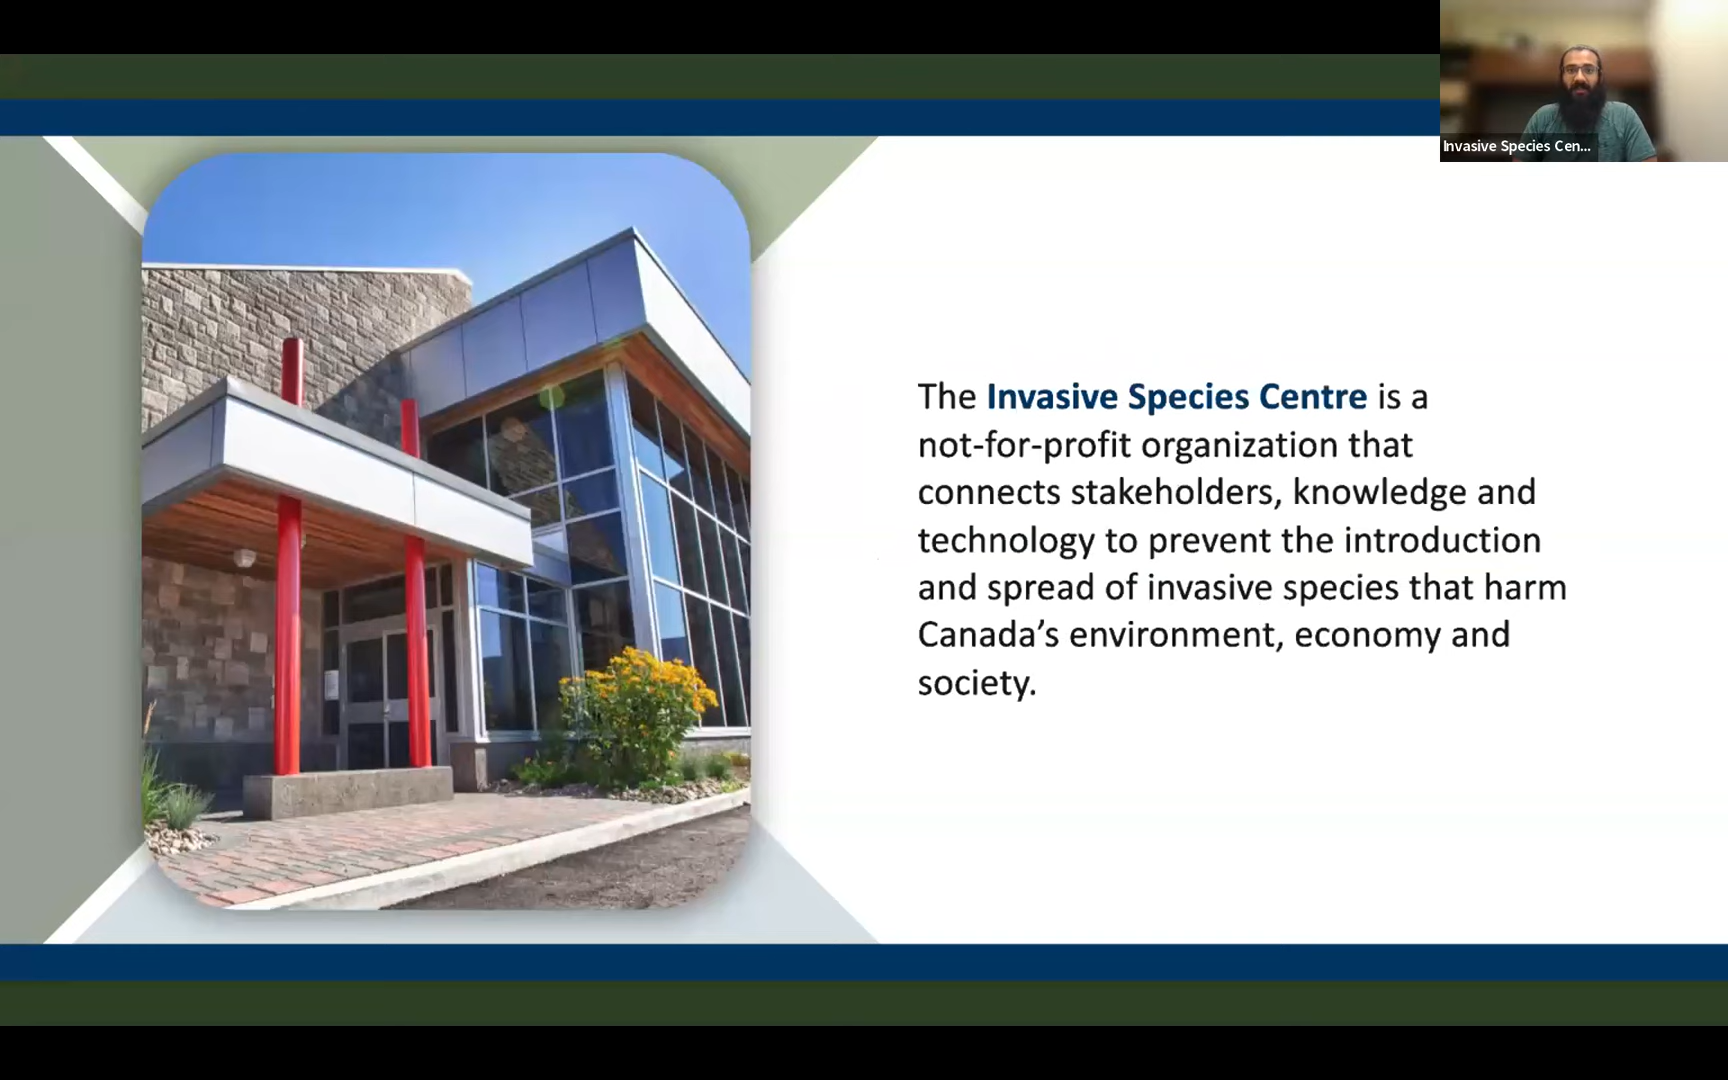 Invasive Species Cen...
The Invasive Species Centre is a
not-for-profit organization that
connects stakeholders, knowledge and
technology to prevent the introduction
and spread of invasive species that harm
Canada’s environment, economy and
society.